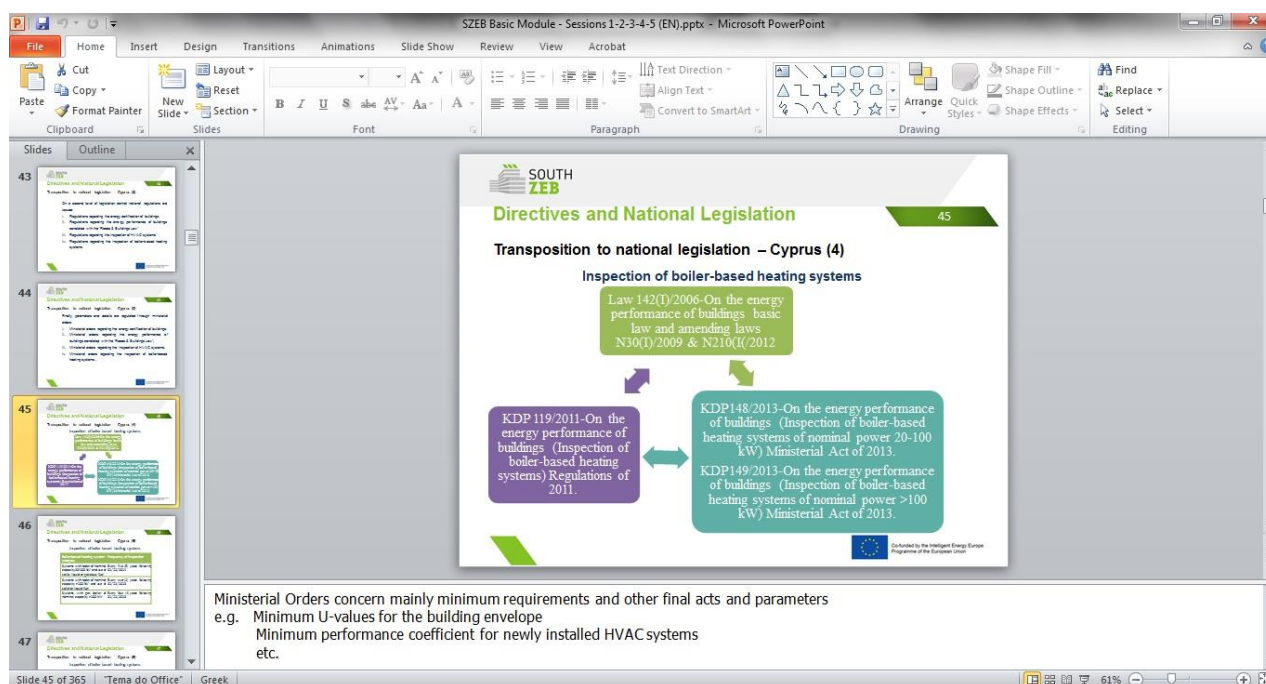 SZEB Basic Module - Sessions 1-2-3-4-5 (EN).pptx - Microsoft PowerPoint
File Home Insert Design Transitions Animations Slide Show Review View Acrobat
Cut
Copy
Format Painter
Paste
Clipboard
New Slide
Layout
Reset
Section
Slides
B I U S abc AV Aa A
Font
Text Direction
Align Text
Convert to SmartArt
Paragraph
Arrange
Quick Styles
Shape Fill
Shape Outline
Shape Effects
Drawing
Find
Replace
Select
Editing
Slides Outline
43
44
45
46
47
SOUTH
ZEB
Directives and National Legislation
45
Transposition to national legislation – Cyprus (4)
Inspection of boiler-based heating systems
Law 142(I)/2006-On the energy
performance of buildings basic
law and amending laws
N30(I)/2009 & N210(I(/2012
KDP 119/2011-On the
energy performance of
buildings (Inspection of
boiler-based heating
systems) Regulations of
2011.
KDP148/2013-On the energy performance
of buildings (Inspection of boiler-based
heating systems of nominal power 20-100
kW) Ministerial Act of 2013.
KDP149/2013-On the energy performance
of buildings (Inspection of boiler-based
heating systems of nominal power >100
kW) Ministerial Act of 2013.
Co-funded by the Intelligent Energy Europe
Programme of the European Union
Ministerial Orders concern mainly minimum requirements and other final acts and parameters
e.g. Minimum U-values for the building envelope
Minimum performance coefficient for newly installed HVAC systems
etc.
Slide 45 of 365 "Tema do Office" Greek 61%